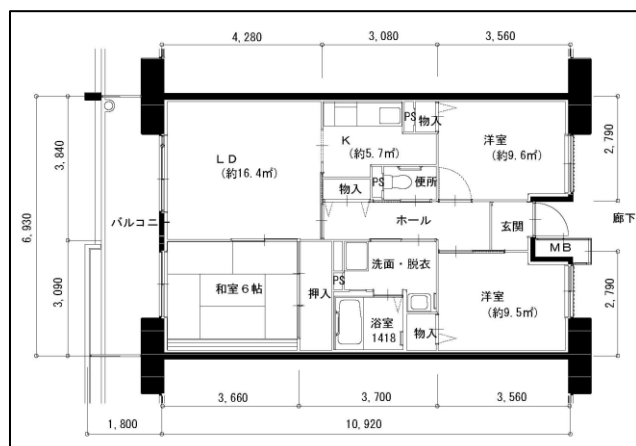 4,280
3,080
3,560
6,930
3,840
3,090
2,790
2,790
LD
(約16.4㎡)
K
(約5.7㎡)
PS
物入
洋室
(約9.6㎡)
物入
PS
便所
バルコニ
ホール
玄関
廊下
MB
和室6帖
押入
PS
洗面・脱衣
浴室
1418
物入
洋室
(約9.5㎡)
3,660
3,700
3,560
1,800
10,920